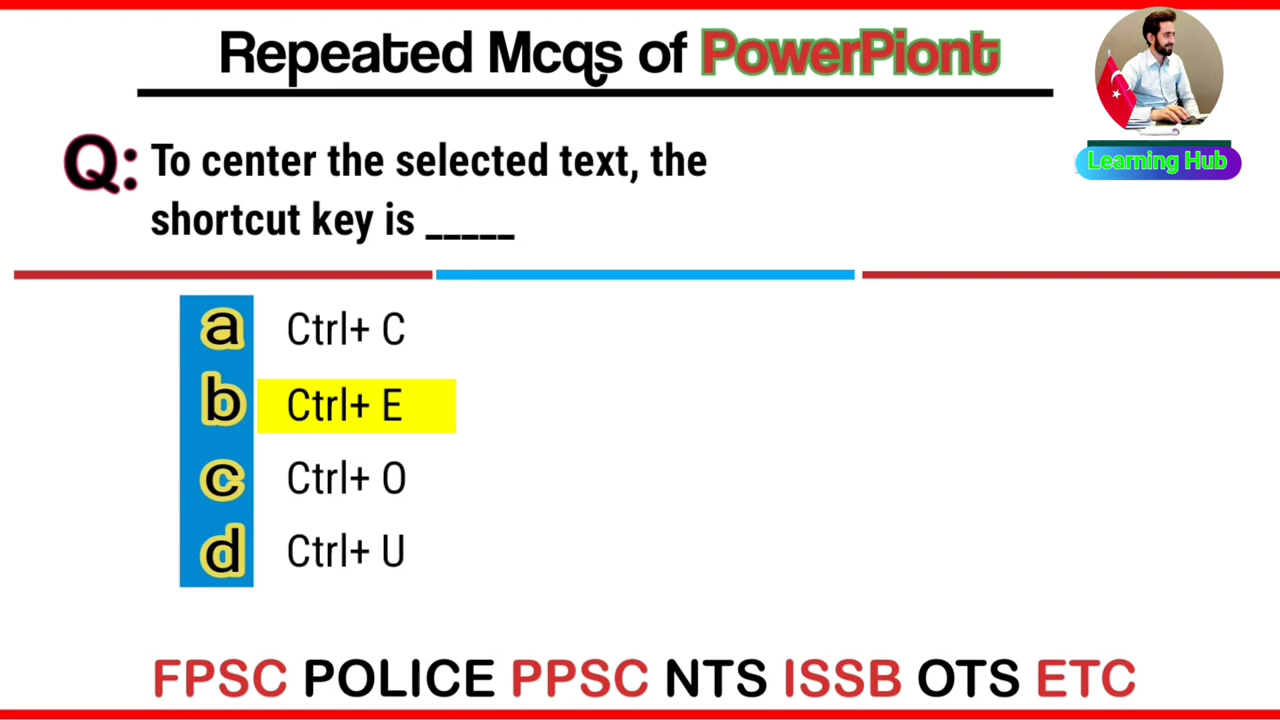 Repeated Mcqs of PowerPiont
Learning Hub
Q: To center the selected text, the
shortcut key is _____
a Ctrl+ C
b Ctrl+ E
c Ctrl+ O
d Ctrl+ U
FPSC POLICE PPSC NTS ISSB OTS ETC